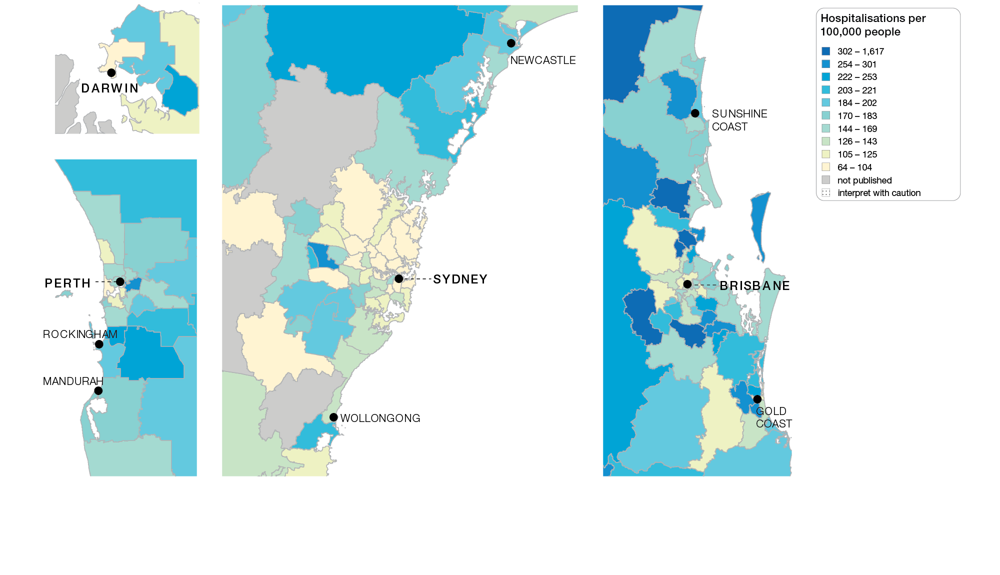 DARWIN
PERTH
ROCKINGHAM
MANDURAH
NEWCASTLE
SYDNEY
WOLLONGONG
SUNSHINE
COAST
BRISBANE
GOLD
COAST
Hospitalisations per
100,000 people
302 – 1,617
254 – 301
222 – 253
203 – 221
184 – 202
170 – 183
144 – 169
126 – 143
105 – 125
64 – 104
not published
interpret with caution